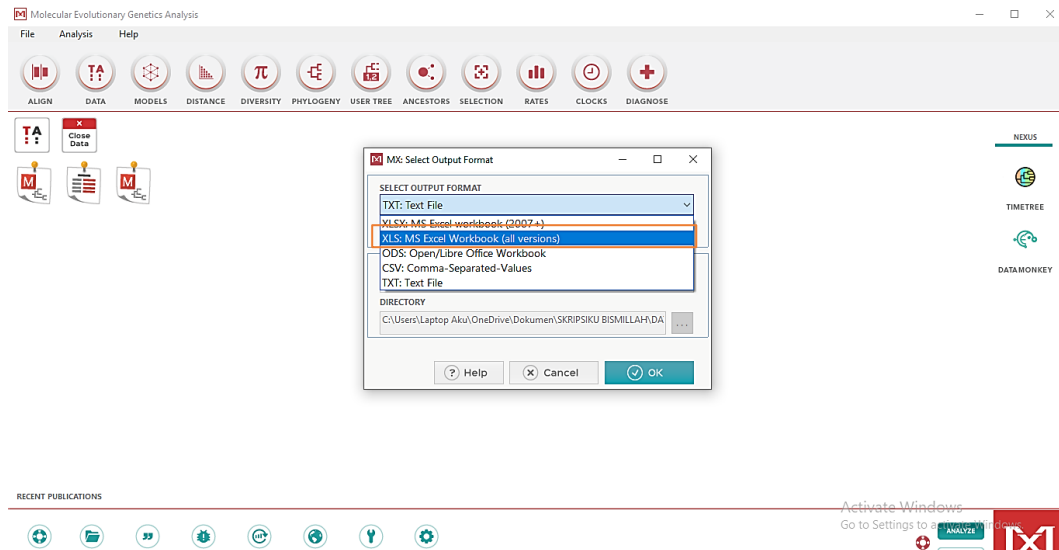 Molecular Evolutionary Genetics Analysis
File Analysis Help
TA
π
1 2
ALIGN DATA MODELS DISTANCE DIVERSITY PHYLOGENY USER TREE ANCESTORS SELECTION RATES CLOCKS DIAGNOSE
TA
Close
Data
M
M
NEXUS
TIMETREE
DATAMONKEY
MX: Select Output Format
SELECT OUTPUT FORMAT
TXT: Text File
XLSX: MS Excel workbook (2007+)
XLS: MS Excel Workbook (all versions)
ODS: Open/Libre Office Workbook
CSV: Comma-Separated-Values
TXT: Text File
DIRECTORY
C:\Users\Laptop Aku\OneDrive\Dokumen\SKRIPSIKU BISMILLAH\DA
...
? Help Cancel OK
RECENT PUBLICATIONS
Activate Windows
Go to Settings to activate Windows.
ANALYZE